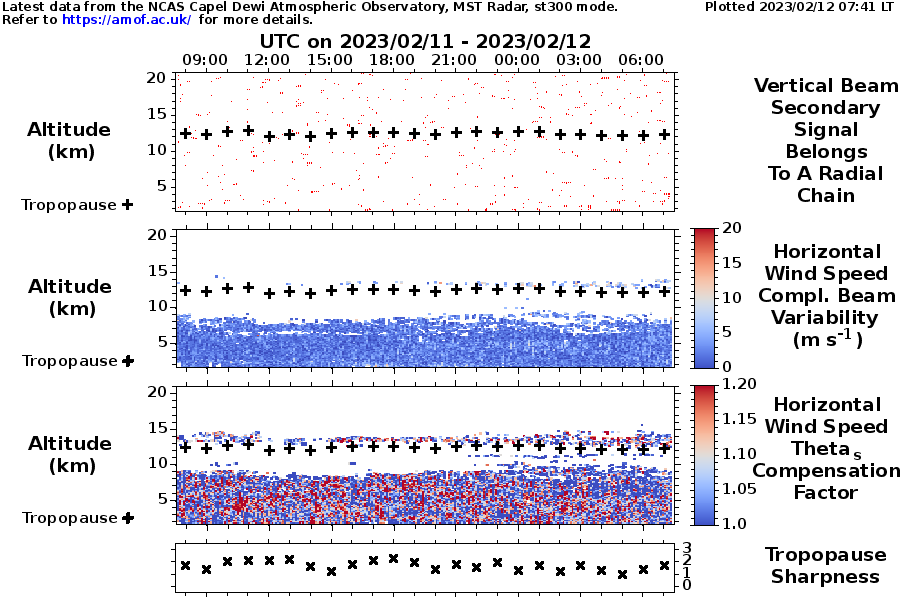 Latest data from the NCAS Capel Dewi Atmospheric Observatory, MST Radar, st300 mode.
Plotted 2023/02/12 07:41 LT
Refer to https://amof.ac.uk/ for more details.
UTC on 2023/02/11 - 2023/02/12
09:00 12:00 15:00 18:00 21:00 00:00 03:00 06:00
20
15
10
5
Altitude
(km)
Tropopause +
Vertical Beam
Secondary
Signal
Belongs
To A Radial
Chain
20
15
10
5
Altitude
(km)
Tropopause +
20
15
10
5
0
Horizontal
Wind Speed
Compl. Beam
Variability
(m s-1)
20
15
10
5
Altitude
(km)
Tropopause +
1.20
1.15
1.10
1.05
1.0
Horizontal
Wind Speed
Theta s
Compensation
Factor
3
2
1
0
Tropopause
Sharpness